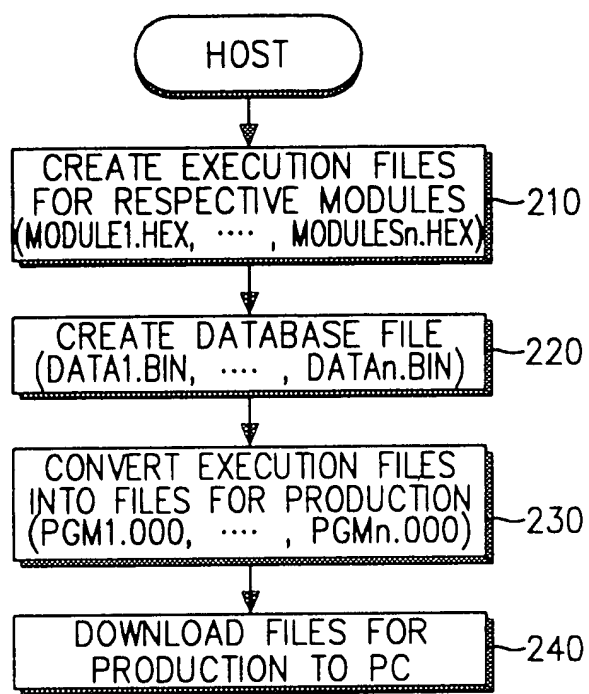 HOST
CREATE EXECUTION FILES
FOR RESPECTIVE MODULES
(MODULE1.HEX, ···· , MODULESn.HEX)
210
CREATE DATABASE FILE
(DATA1.BIN, ···· , DATAn.BIN)
220
CONVERT EXECUTION FILES
INTO FILES FOR PRODUCTION
(PGM1.000, ···· , PGMn.000)
230
DOWNLOAD FILES FOR
PRODUCTION TO PC
240